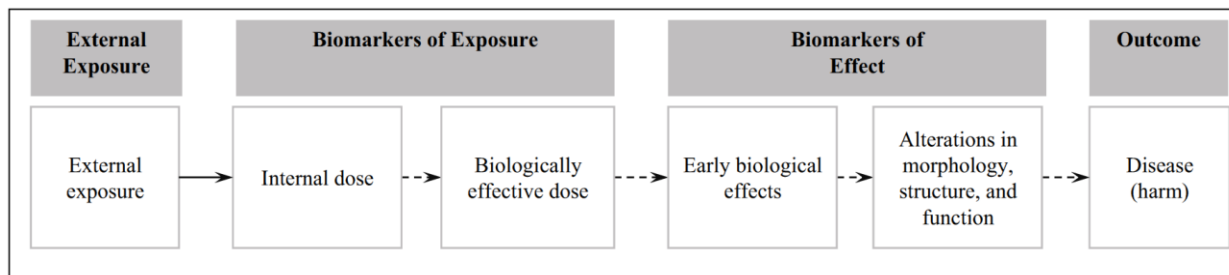 External
Exposure
Biomarkers of Exposure
Biomarkers of
Effect
Outcome
External
exposure
Internal dose
Biologically
effective dose
Early biological
effects
Alterations in
morphology,
structure, and
function
Disease
(harm)